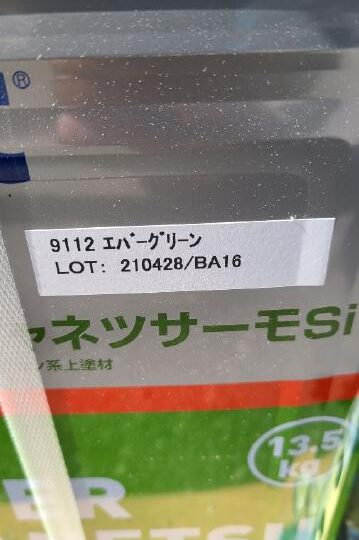 ®
9112 エバーグリーン
LOT: 210428/BA16
ャネツサーモSi
ン系上塗材
13.5
kg
ER